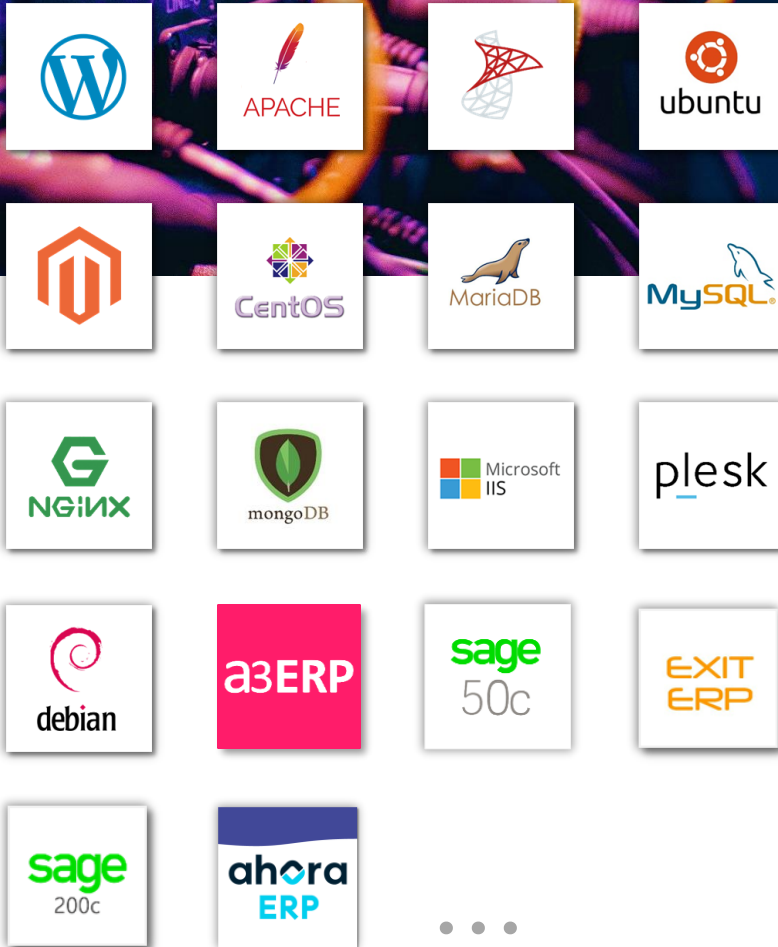 W
APACHE
ubuntu
CentOS
MariaDB
MySQL®
G
NGiNX
mongoDB
Microsoft
IIS
plesk
debian
a3ERP
sage
50c
EXIT
ERP
sage
200c
ahora
ERP